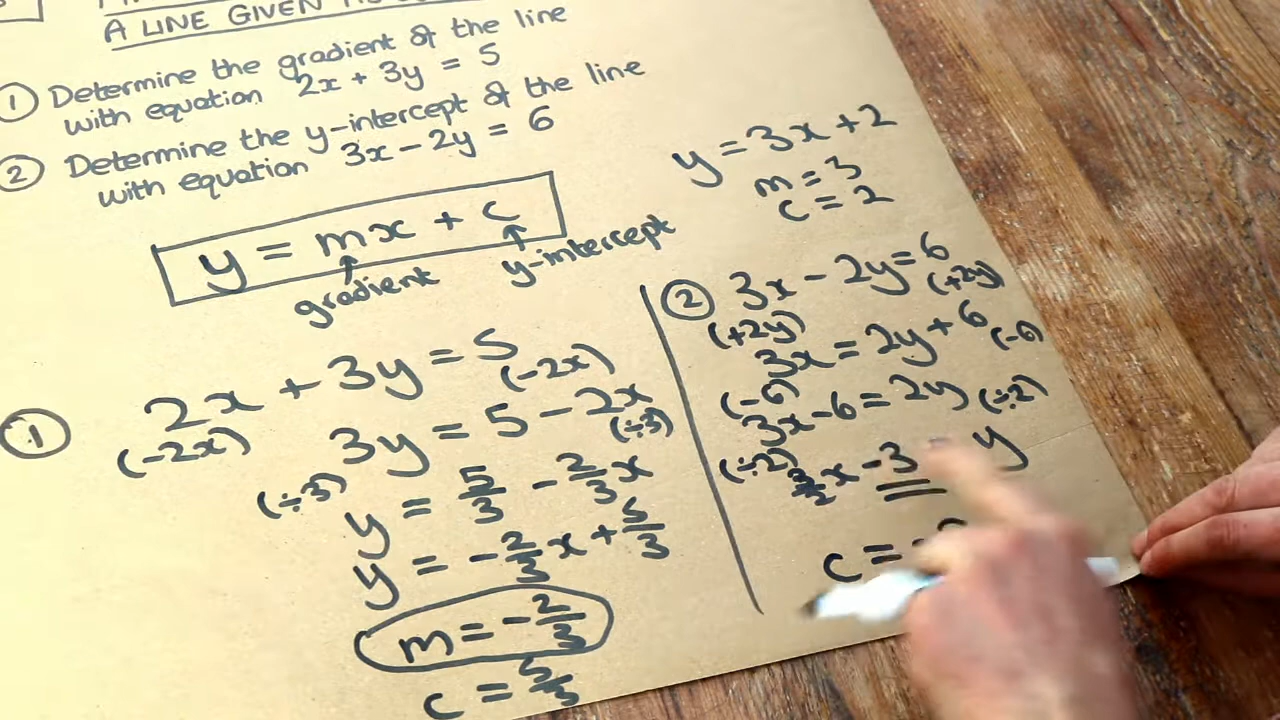 A LINE GIVEN
① Determine the gradient of the line
with equation 2x + 3y = 5
② Determine the y-intercept of the line
with equation 3x - 2y = 6
y = mx + c
gradient
y-intercept
y = 3x + 2
m = 3
c = 2
① 2x + 3y = 5
(-2x) (-2x)
3y = 5 - 2x
(÷3) (÷3)
y = 5/3 - 2/3x
y = -2/3x + 5/3
m = -2/3
c = 5/3
② 3x - 2y = 6
(+2y) (+2y)
3x = 2y + 6
(-6) (-6)
3x - 6 = 2y
(÷2) (÷2)
3/2x - 3 = y
c =